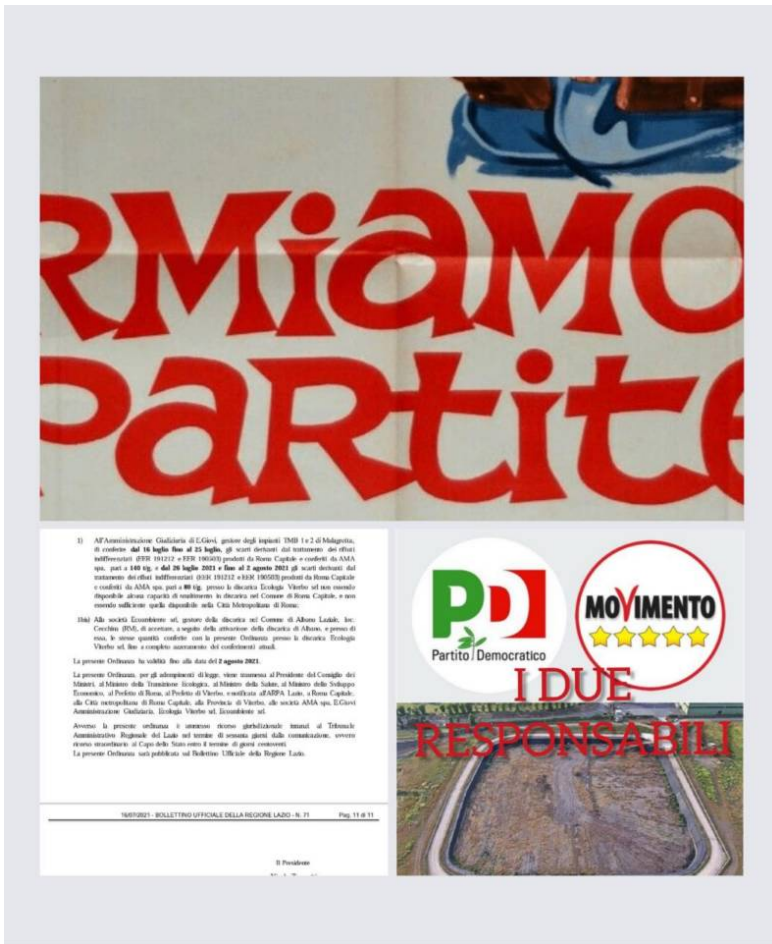 RMiaMO
Partite
1) All'Amministrazione Giudiziaria di E.Giovi, gestore degli impianti TMB 1 e 2 di Malagrotta,
di conferire dal 16 luglio fino al 25 luglio, gli scarti derivanti dal trattamento dei rifiuti
indifferenziati (EER 191212 e EER 190503) prodotti da Roma Capitale e conferiti da AMA
spa, pari a 140 t/g, e dal 26 luglio 2021 e fino al 2 agosto 2021 gli scarti derivanti dal
trattamento dei rifiuti indifferenziati (EER 191212 e EER 190503) prodotti da Roma Capitale
e conferiti da AMA spa, pari a 80 t/g, presso la discarica Ecologia Viterbo srl non essendo
disponibile alcuna capacità di smaltimento in discarica nel Comune di Roma Capitale, e non
essendo sufficiente quella disponibile nella Città Metropolitana di Roma;
Alla società Ecoambiente srl, gestore della discarica nel Comune di Albano Laziale, loc.
Cecchina (RM), di accettare, a seguito della attivazione della discarica di Albano, e presso di
essa, le stesse quantità conferite con la presente Ordinanza presso la discarica Ecologia
Viterbo srl, fino a completo azzeramento dei conferimenti attuali.
La presente Ordinanza ha validità fino alla data del 2 agosto 2021.
La presente Ordinanza, per gli adempimenti di legge, viene trasmessa al Presidente del Consiglio dei
Ministri, al Ministro della Transizione Ecologica, al Ministro della Salute, al Ministro dello Sviluppo
Economico, al Prefetto di Roma, al Prefetto di Viterbo, e notificata all'ARPA Lazio, a Roma Capitale,
alla Città metropolitana di Roma Capitale, alla Provincia di Viterbo, alle società AMA spa, E.Giovi
Amministrazione Giudiziaria, Ecologia Viterbo srl, Ecoambiente srl.
Avverso la presente ordinanza è ammesso ricorso giurisdizionale innanzi al Tribunale
Amministrativo Regionale del Lazio nel termine di sessanta giorni dalla comunicazione, ovvero
ricorso straordinario al Capo dello Stato entro il termine di giorni centoventi.
La presente Ordinanza sarà pubblicata sul Bollettino Ufficiale della Regione Lazio.
16/07/2021 - BOLLETTINO UFFICIALE DELLA REGIONE LAZIO - N. 71 Pag. 11 di 11
Il Presidente
PD
Partito Democratico
MOVIMENTO
I DUE
RESPONSABILI